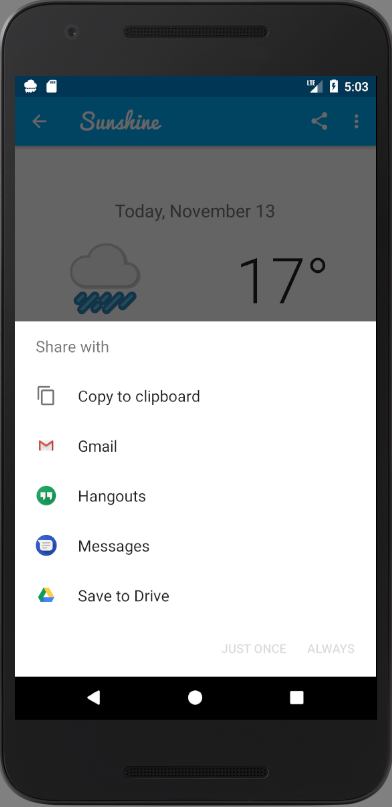 LTE 5:03
Sunshine
Today, November 13
17°
Share with
Copy to clipboard
Gmail
Hangouts
Messages
Save to Drive
JUST ONCE ALWAYS